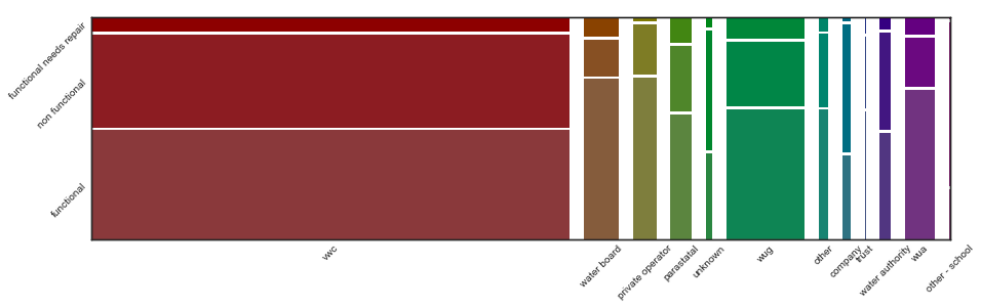 functional needs repair
non functional
functional
vwc
water board
private operator
parastatal
unknown
wug
other
company
trust
water authority
wua
other - school